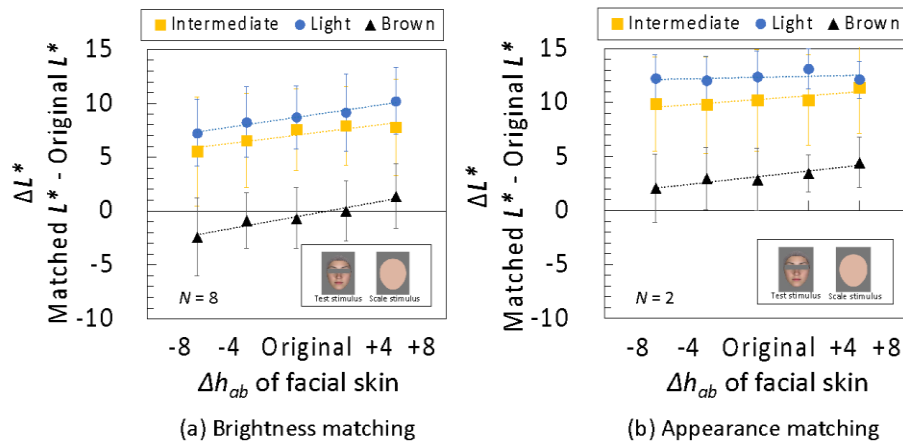 Intermediate Light Brown
15
10
5
0
-5
-10
ΔL*
Matched L* - Original L*
N = 8
Test stimulus Scale stimulus
-8 -4 Original +4 +8
Δhab of facial skin
(a) Brightness matching
Intermediate Light Brown
15
10
5
0
-5
-10
ΔL*
Matched L* - Original L*
N = 2
Test stimulus Scale stimulus
-8 -4 Original +4 +8
Δhab of facial skin
(b) Appearance matching